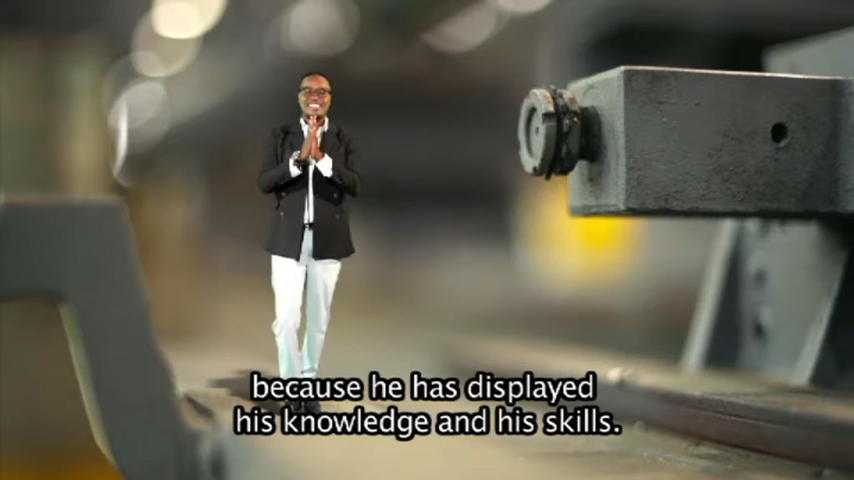 because he has displayed
his knowledge and his skills.